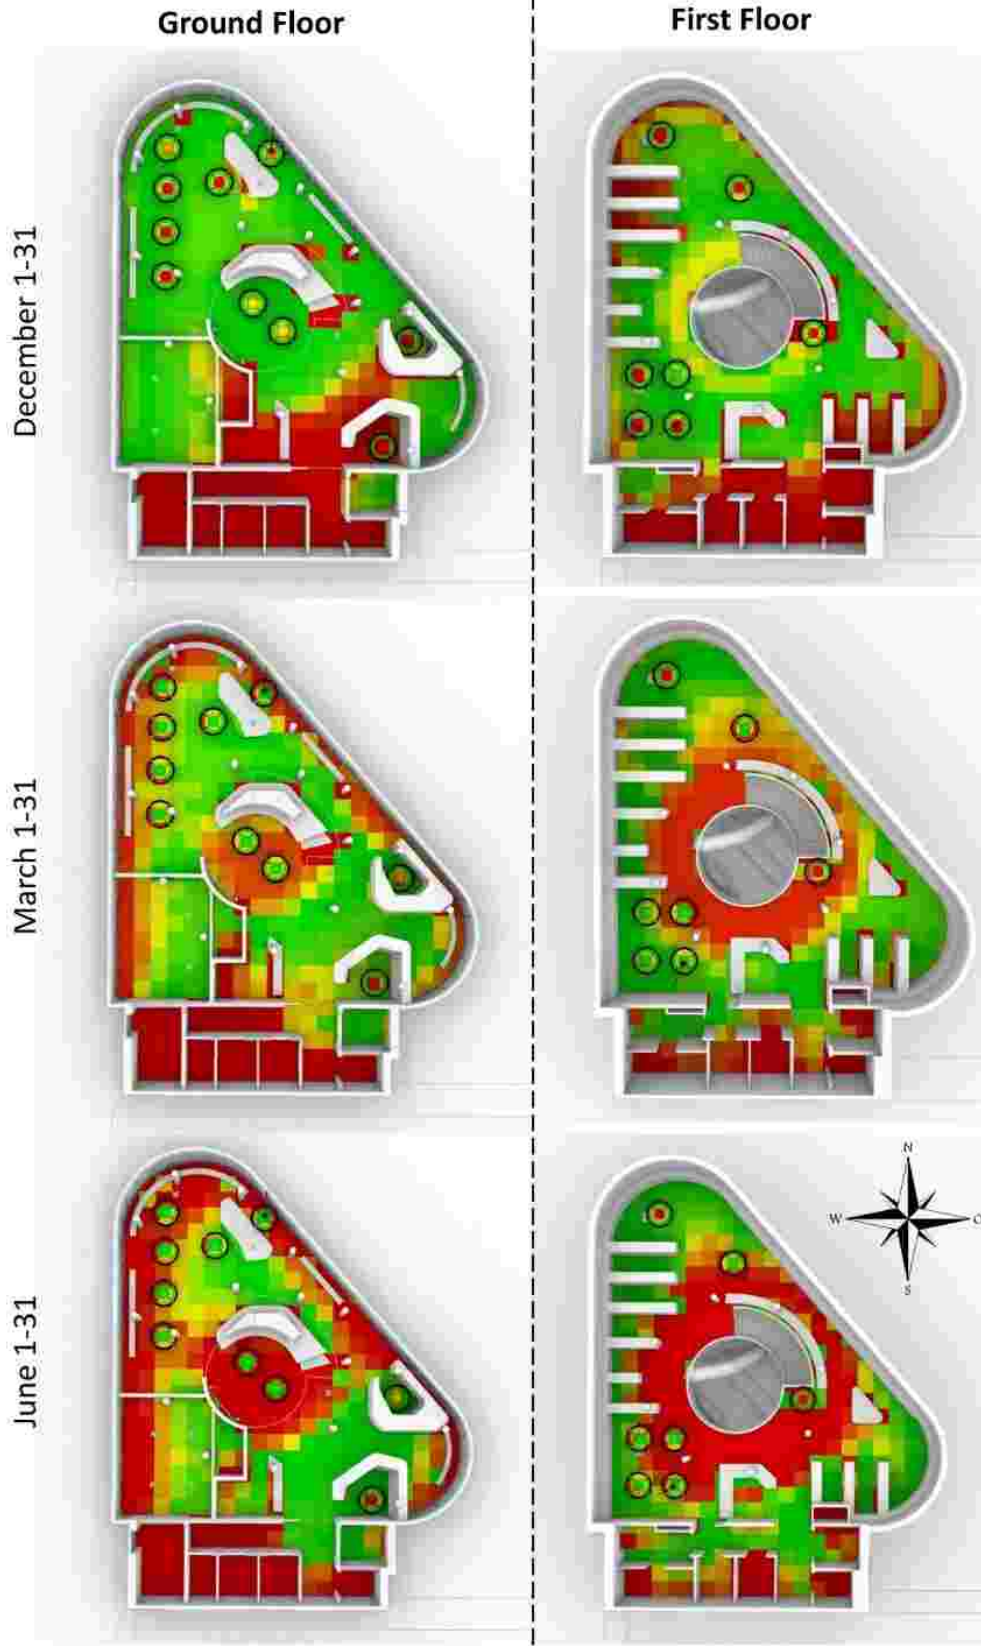 Ground Floor
First Floor
December 1-31
March 1-31
June 1-31
N
W
S